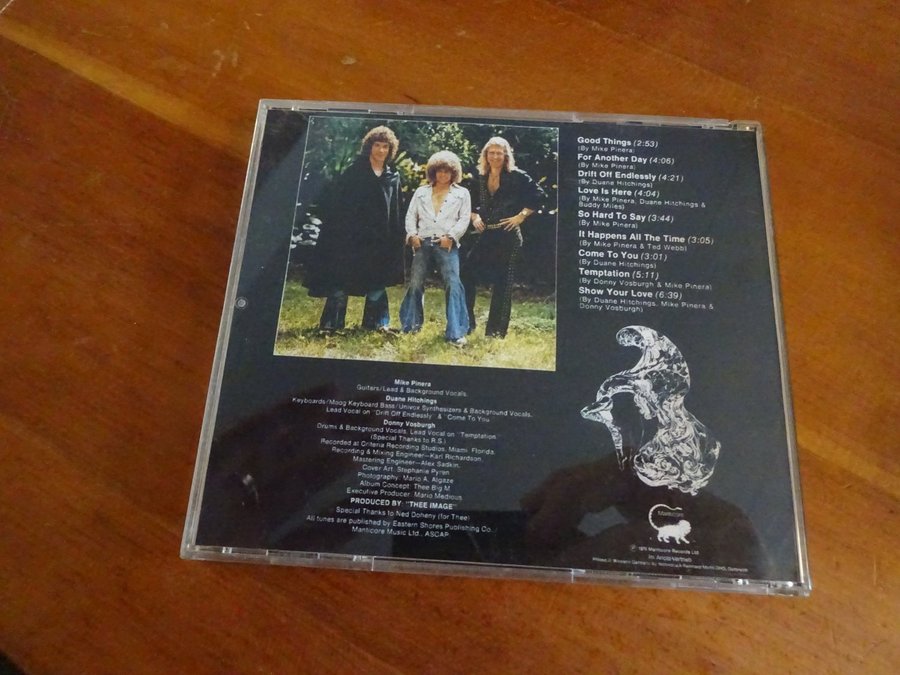 Good Things (2:53)
(By Mike Pinera)
For Another Day (4:06)
(By Mike Pinera)
Drift Off Endlessly (4:21)
(By Duane Hitchings)
Love Is Here (4:04)
(By Mike Pinera, Duane Hitchings &
Buddy Miles)
So Hard To Say (3:44)
(By Mike Pinera)
It Happens All The Time (3:05)
(By Mike Pinera & Ted Webb)
Come To You (3:01)
(By Duane Hitchings)
Temptation (5:11)
(By Donny Vosburgh & Mike Pinera)
Show Your Love (6:39)
(By Duane Hitchings, Mike Pinera &
Donny Vosburgh)
Mike Pinera
Guitars/Lead & Background Vocals.
Duane Hitchings
Keyboards/Moog Keyboard Bass/Univox Synthesizers & Background Vocals.
Lead Vocal on "Drift Off Endlessly" & "Come To You
Donny Vosburgh
Drums & Background Vocals. Lead Vocal on "Temptation"
(Special Thanks to R.S.)
Recorded at Criteria Recording Studios, Miami, Florida.
Recording & Mixing Engineer—Karl Richardson
Mastering Engineer—Alex Sadkin
Cover Art: Stephanie Pyren
Photography: Mario A. Algaze
Album Concept: Thee Big M
Executive Producer: Mario Medious
PRODUCED BY: "THEE IMAGE"
Special Thanks to Ned Doheny (for Thee)
All tunes are published by Eastern Shores Publishing Co.,
Manticore Music Ltd., ASCAP.
Manticore
Manticore Records Ltd
Im Ariola-Vertrieb